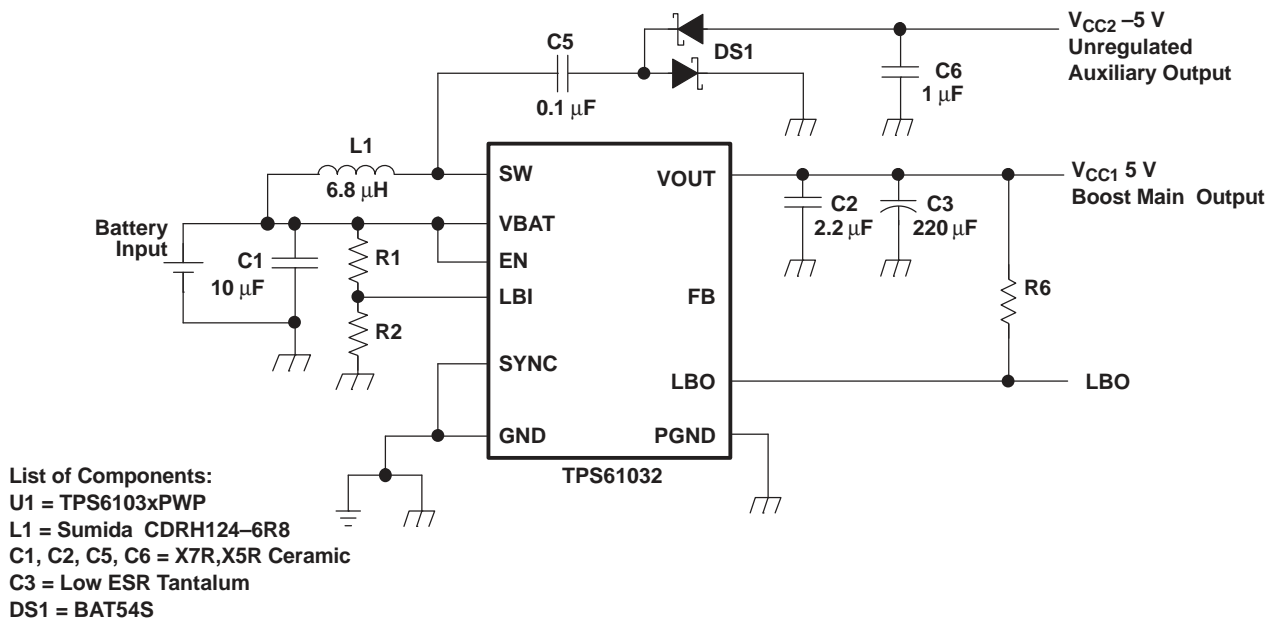 V_CC2 –5 V
Unregulated
Auxiliary Output
C5
0.1 µF
DS1
C6
1 µF
L1
6.8 µH
SW
VOUT
V_CC1 5 V
Boost Main Output
Battery
Input
VBAT
C1
10 µF
R1
EN
C2
2.2 µF
C3
220 µF
LBI
FB
R6
R2
SYNC
LBO
LBO
GND
PGND
TPS61032
List of Components:
U1 = TPS6103xPWP
L1 = Sumida CDRH124–6R8
C1, C2, C5, C6 = X7R,X5R Ceramic
C3 = Low ESR Tantalum
DS1 = BAT54S